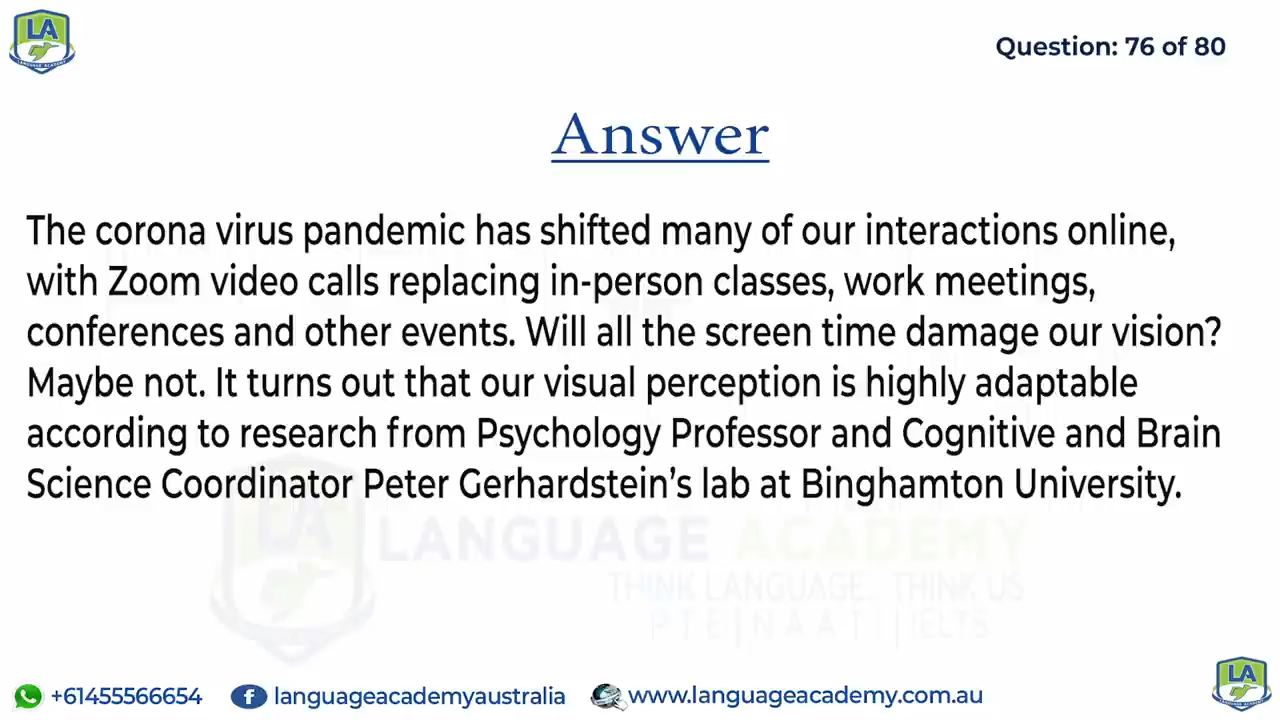 LA
LANGUAGE ACADEMY
Question: 76 of 80
Answer
The corona virus pandemic has shifted many of our interactions online,
with Zoom video calls replacing in-person classes, work meetings,
conferences and other events. Will all the screen time damage our vision?
Maybe not. It turns out that our visual perception is highly adaptable
according to research from Psychology Professor and Cognitive and Brain
Science Coordinator Peter Gerhardstein’s lab at Binghamton University.
LA
LANGUAGE ACADEMY
THINK LANGUAGE, THINK US
PTE|NAATI|IELTS
+61455566654
languageacademyaustralia
www.languageacademy.com.au
LA